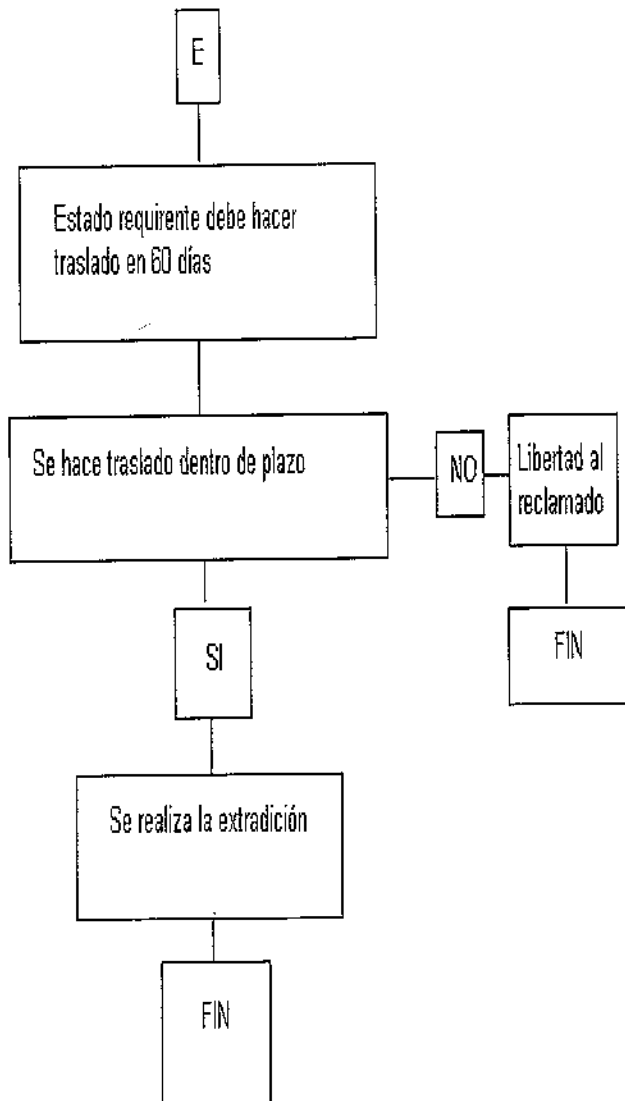 E
Estado requirente debe hacer
traslado en 60 días
Se hace traslado dentro de plazo
NO
Libertad al
reclamado
SI
FIN
Se realiza la extradición
FIN